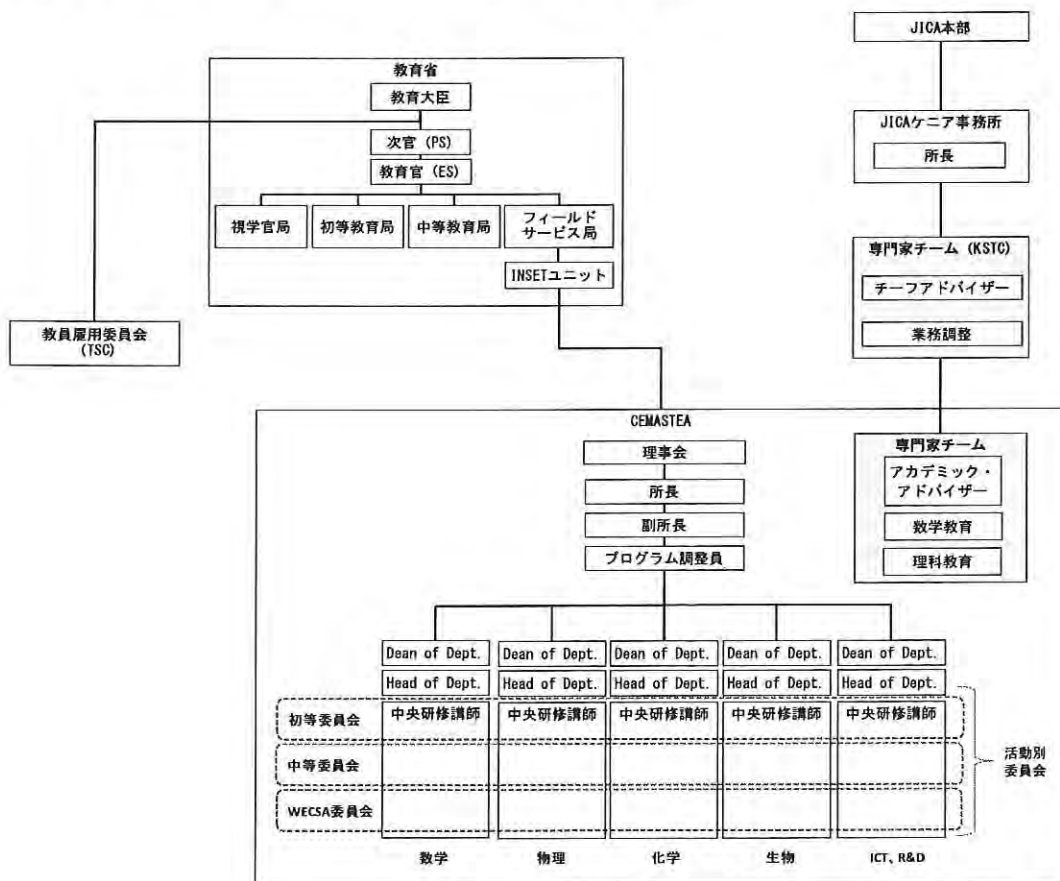 JICA本部
教育省
教育大臣
次官 (PS)
教育官 (ES)
視学官局
初等教育局
中等教育局
フィールド
サービス局
INSETユニット
教員雇用委員会
(TSC)
JICAケニア事務所
所長
専門家チーム (KSTC)
チーフアドバイザー
業務調整
CEMASTEA
理事会
所長
副所長
プログラム調整員
専門家チーム
アカデミック・
アドバイザー
数学教育
理科教育
Dean of Dept. Dean of Dept. Dean of Dept. Dean of Dept. Dean of Dept.
Head of Dept. Head of Dept. Head of Dept. Head of Dept. Head of Dept.
初等委員会 中央研修講師 中央研修講師 中央研修講師 中央研修講師 中央研修講師
中等委員会
WECSA委員会
活動別
委員会
数学 物理 化学 生物 ICT、R&D